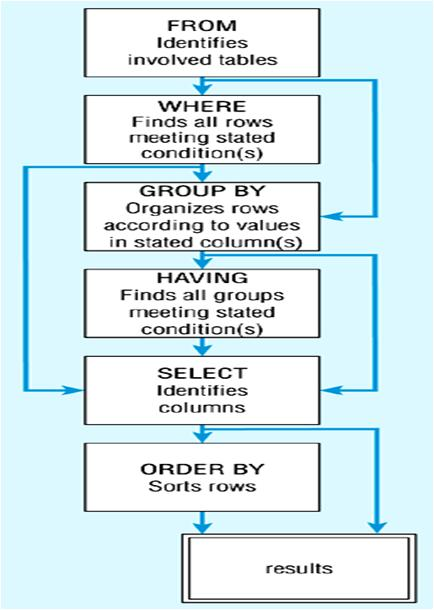 FROM
Identifies
involved tables
WHERE
Finds all rows
meeting stated
condition(s)
GROUP BY
Organizes rows
according to values
in stated column(s)
HAVING
Finds all groups
meeting stated
condition(s)
SELECT
Identifies
columns
ORDER BY
Sorts rows
results